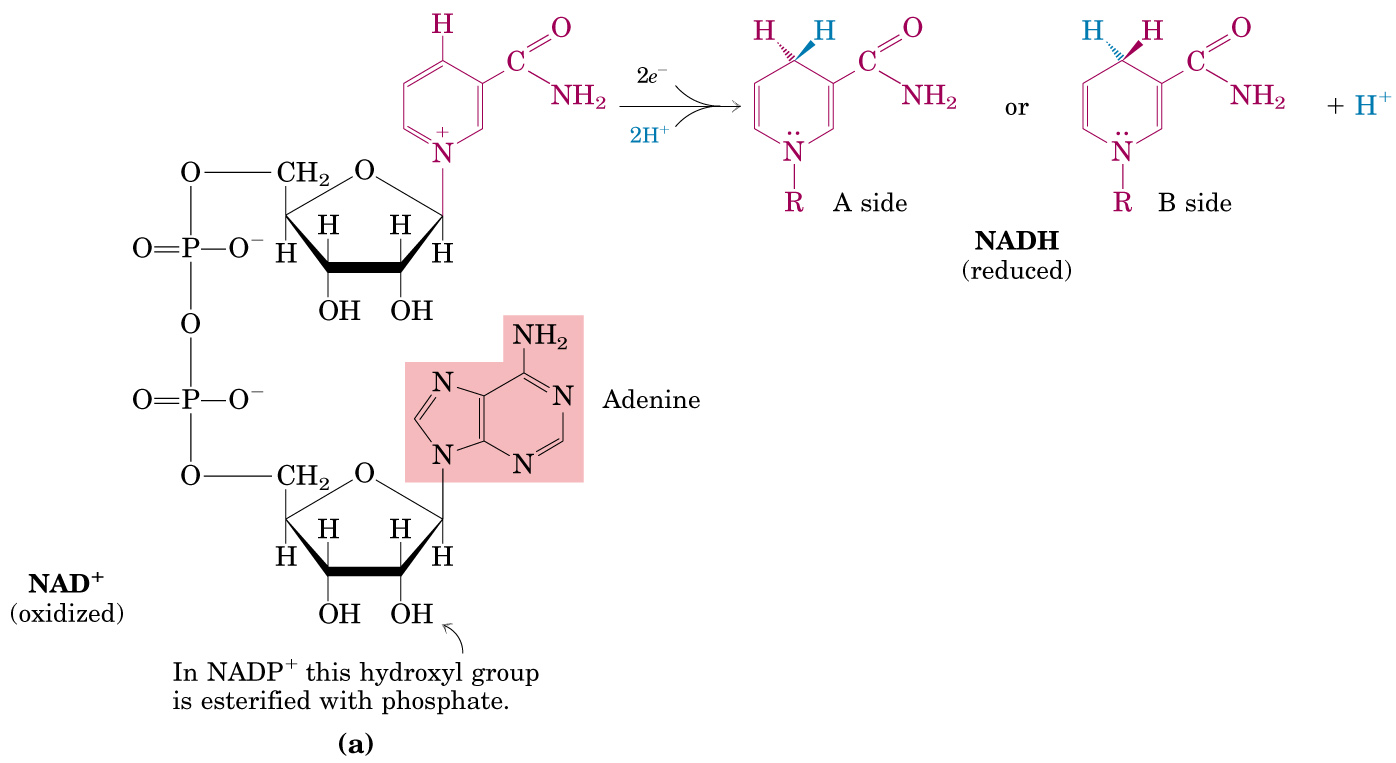 H
C O
NH₂
N +
2e⁻
2H⁺
H H
C O
NH₂
N
R A side
or
H H
C O
NH₂
N
R B side
+ H⁺
NADH
(reduced)
O CH₂ O
H H
H H
O=P—O⁻
OH OH
O
O=P—O⁻
NH₂
N N
N N
Adenine
O CH₂ O
H H
H H
OH OH
NAD⁺
(oxidized)
In NADP⁺ this hydroxyl group
is esterified with phosphate.
(a)